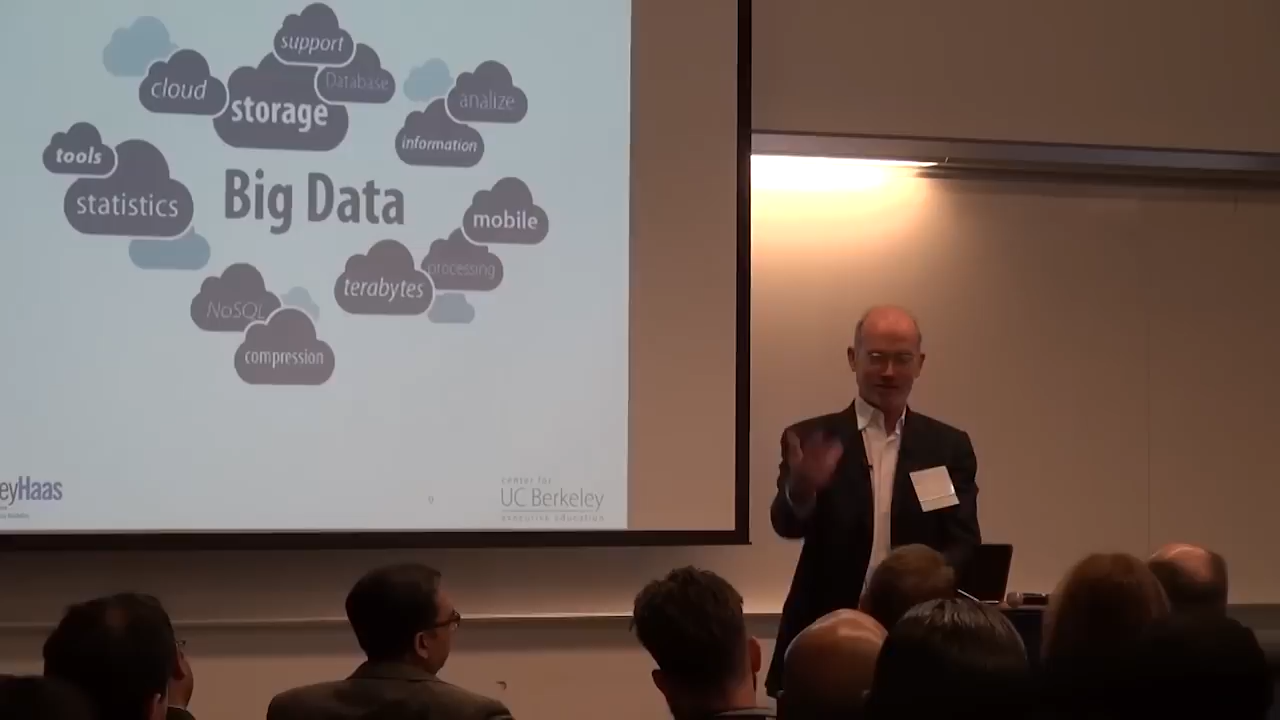 support
Database
cloud
storage
analize
information
tools
statistics
Big Data
mobile
processing
terabytes
NoSQL
compression
eyHaas
center for
UC Berkeley
executive education
9